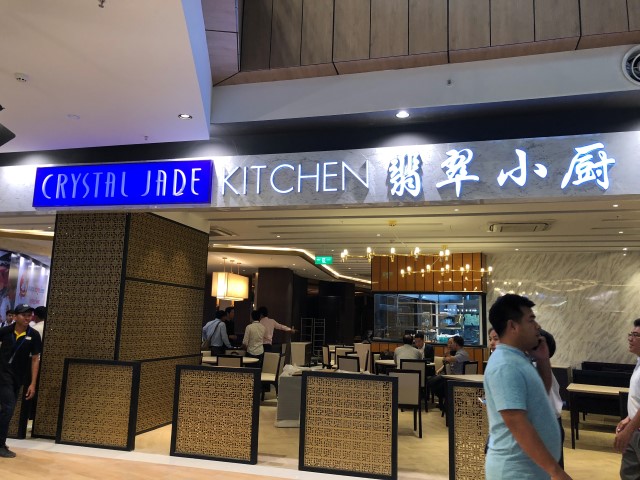 CRYSTAL JADE KITCHEN 翡翠小厨